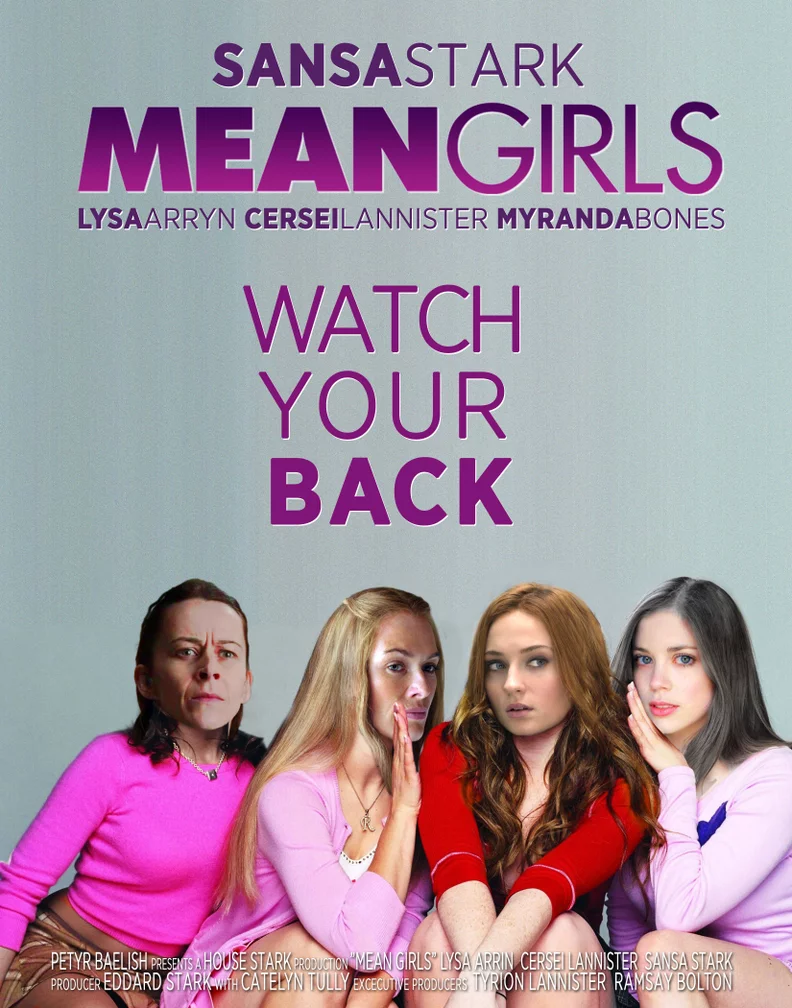 SANSASTARK
MEANGIRLS
LYSAARRYN CERSEILANNISTER MYRANDABONES
WATCH
YOUR
BACK
R
PETYR BAELISH PRESENTS A HOUSE STARK PRODUCTION "MEAN GIRLS" LYSA ARRIN CERSEI LANNISTER SANSA STARK
PRODUCER EDDARD STARK WITH CATELYN TULLY EXCECUTIVE PRODUCERS TYRION LANNISTER RAMSAY BOLTON